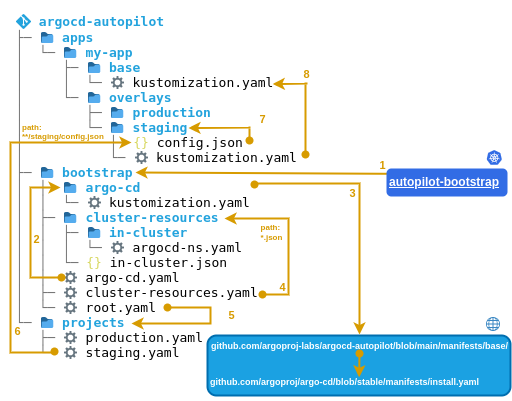 argocd-autopilot
apps
my-app
base
8
kustomization.yaml
overlays
production
7
staging
path:
**/staging/config.json
{} config.json
kustomization.yaml
1
bootstrap
autopilot-bootstrap
argo-cd
3
kustomization.yaml
cluster-resources
path:
*.json
in-cluster
2
argocd-ns.yaml
{} in-cluster.json
argo-cd.yaml
4
cluster-resources.yaml
root.yaml
5
projects
6
production.yaml
staging.yaml
github.com/argoproj-labs/argocd-autopilot/blob/main/manifests/base/
github.com/argoproj/argo-cd/blob/stable/manifests/install.yaml